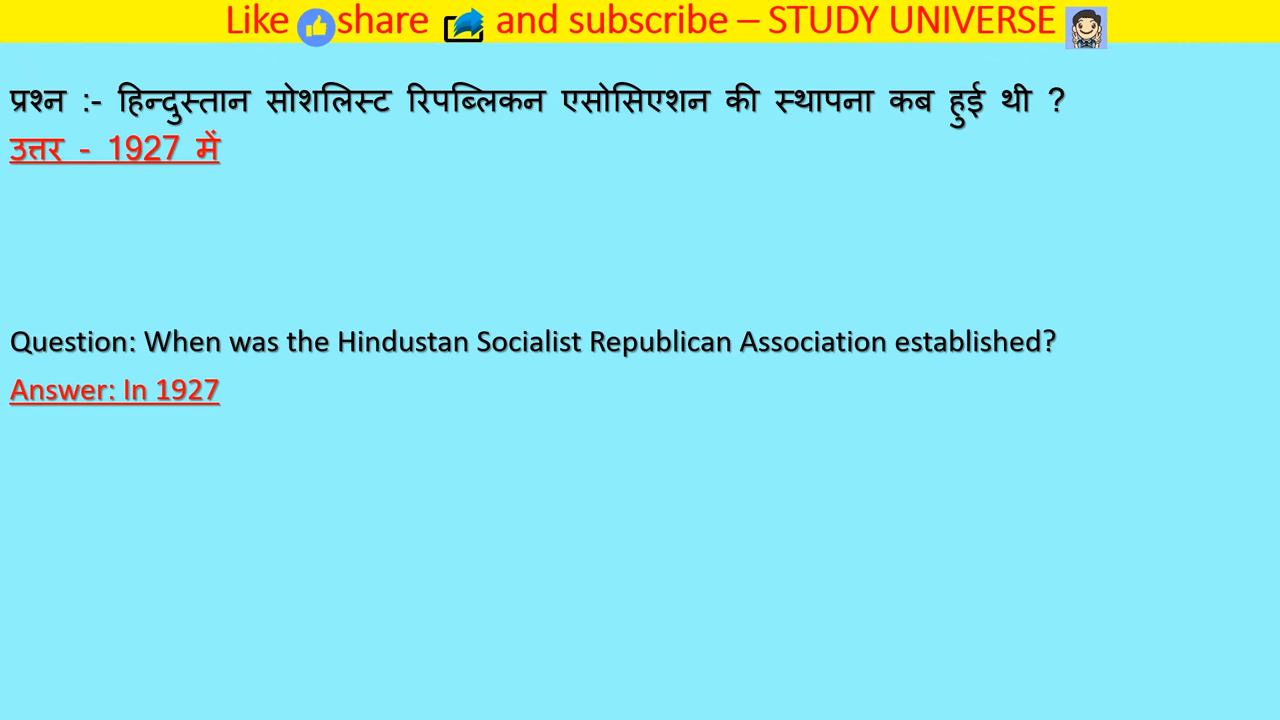 Like share and subscribe – STUDY UNIVERSE
प्रश्न :- हिन्दुस्तान सोशलिस्ट रिपब्लिकन एसोसिएशन की स्थापना कब हुई थी ?
उत्तर - 1927 में
Question: When was the Hindustan Socialist Republican Association established?
Answer: In 1927